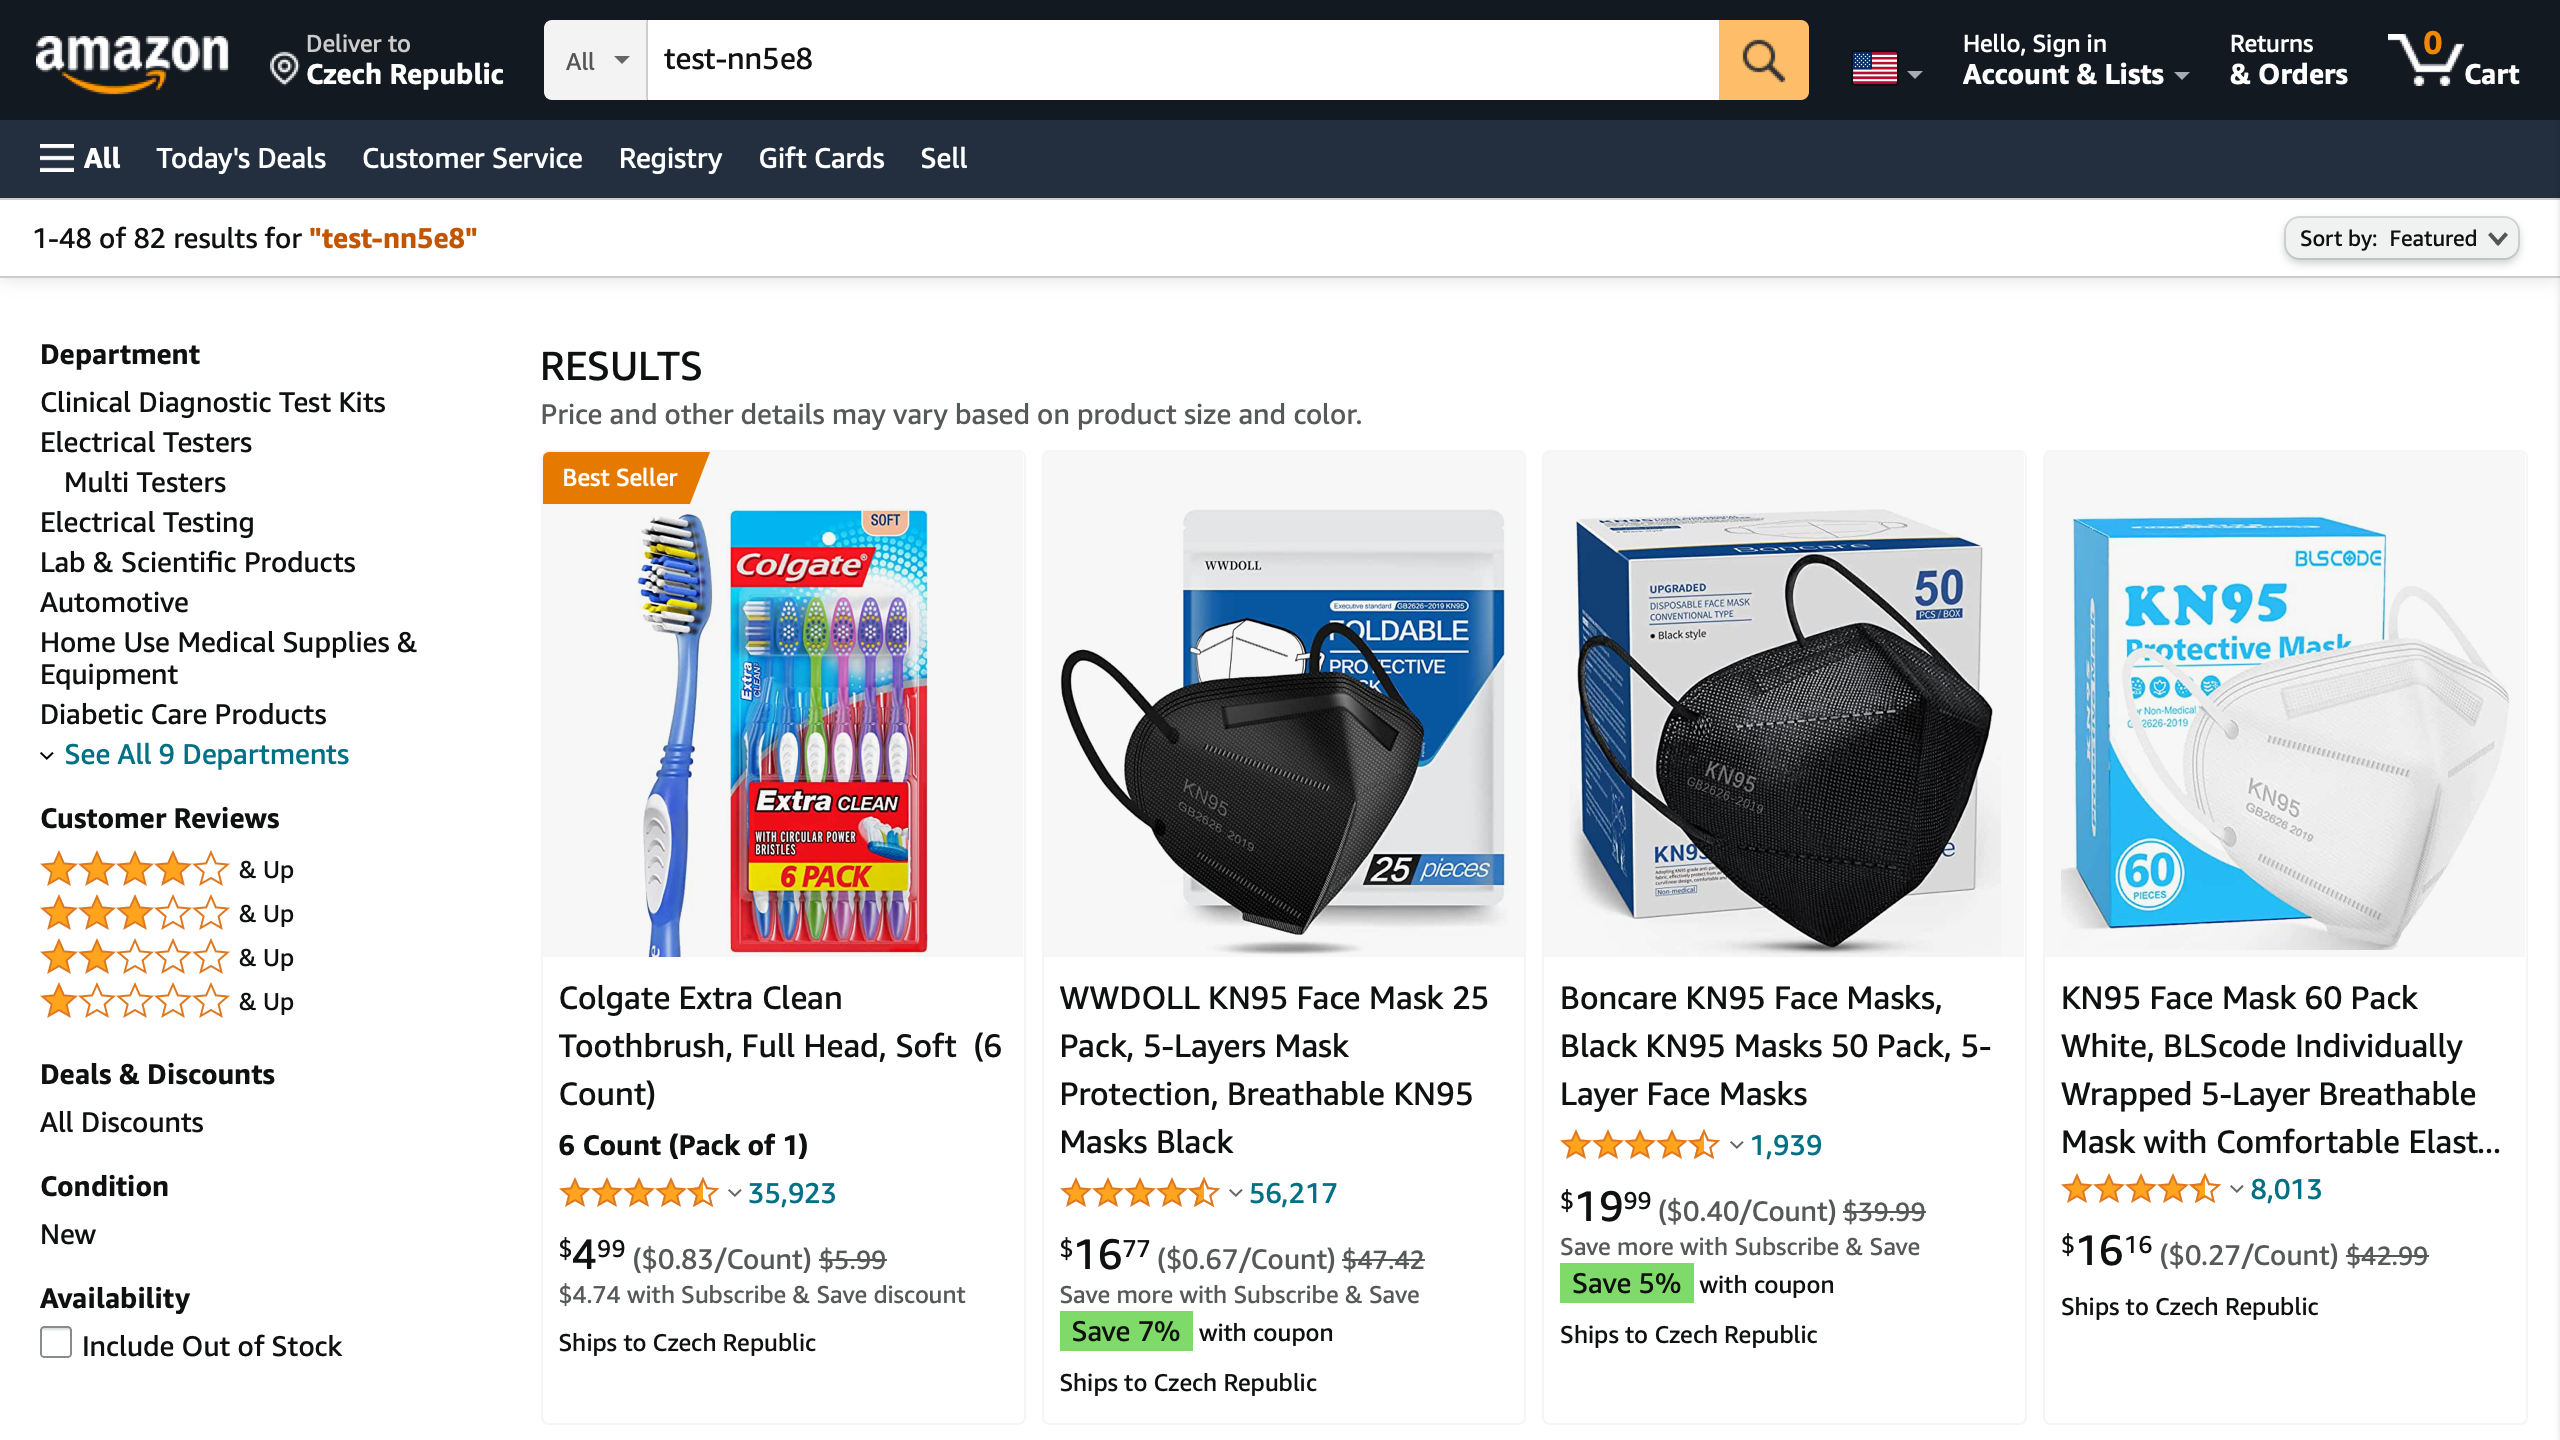 amazon
Deliver to
Czech Republic
All
test-nn5e8
Hello, Sign in
Account & Lists
Returns
& Orders
0
Cart
All
Today's Deals
Customer Service
Registry
Gift Cards
Sell
1-48 of 82 results for "test-nn5e8"
Sort by: Featured
Department
Clinical Diagnostic Test Kits
Electrical Testers
Multi Testers
Electrical Testing
Lab & Scientific Products
Automotive
Home Use Medical Supplies &
Equipment
Diabetic Care Products
See All 9 Departments
Customer Reviews
& Up
& Up
& Up
& Up
Deals & Discounts
All Discounts
Condition
New
Availability
Include Out of Stock
RESULTS
Price and other details may vary based on product size and color.
Best Seller
SOFT
Colgate
Extra
CLEAN
Extra CLEAN
WITH CIRCULAR POWER
BRISTLES
6 PACK
Colgate Extra Clean
Toothbrush, Full Head, Soft (6
Count)
6 Count (Pack of 1)
35,923
$4.99 ($0.83/Count) $5.99
$4.74 with Subscribe & Save discount
Ships to Czech Republic
WWDOLL
Executive standard GB2626-2019 KN95
FOLDABLE
PROTECTIVE
KN95
GB2626 2019
25 pieces
WWDOLL KN95 Face Mask 25
Pack, 5-Layers Mask
Protection, Breathable KN95
Masks Black
56,217
$16.77 ($0.67/Count) $47.42
Save more with Subscribe & Save
Save 7% with coupon
Ships to Czech Republic
Boncare
UPGRADED
DISPOSABLE FACE MASK
CONVENTIONAL TYPE
• Black style
50
PCS / BOX
KN95
GB2626-2019
KN95
Non-medical
Boncare KN95 Face Masks,
Black KN95 Masks 50 Pack, 5-
Layer Face Masks
1,939
$19.99 ($0.40/Count) $39.99
Save more with Subscribe & Save
Save 5% with coupon
Ships to Czech Republic
BLSCODE
KN95
Protective Mask
Non-Medical
2626-2019
KN95
GB2626 2019
60
PIECES
KN95 Face Mask 60 Pack
White, BLScode Individually
Wrapped 5-Layer Breathable
Mask with Comfortable Elast...
8,013
$16.16 ($0.27/Count) $42.99
Ships to Czech Republic